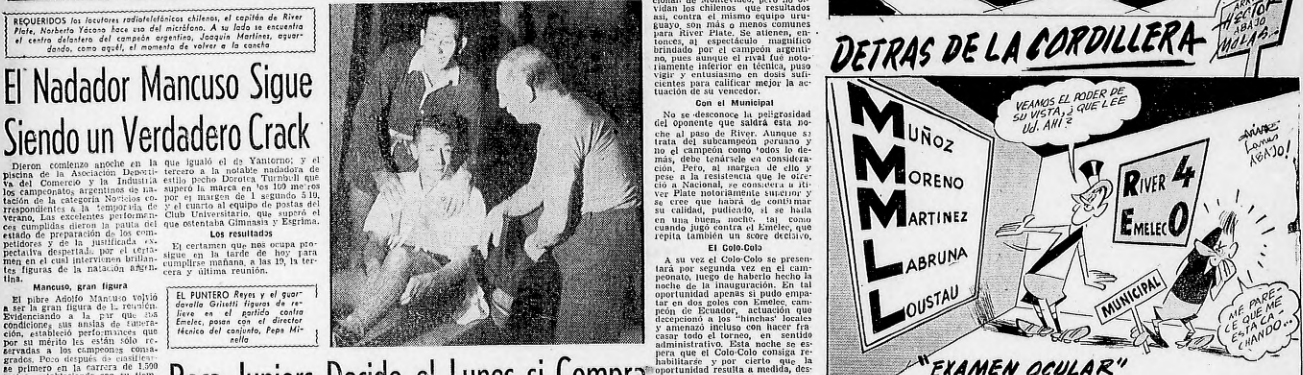 REQUERIDOS los locutores radiotelefónicos chilenos, el capitán de River
Plate, Norberto Yácono hace uso del micrófono. A su lado se encuentra
el centro delantero del campeón argentino, Joaquín Martínez, aguar-
dando, como aquél, el momento de volver a la cancha
El Nadador Mancuso Sigue
Siendo un Verdadero Crack
Dieron comienzo anoche en la
piscina de la Asociación Deporti-
va del Comercio y la Industria
los campeonatos argentinos de na-
tación de la categoría Novicios co-
rrespondientes a la temporada de
verano. Las excelentes performan-
ces cumplidas dieron la pauta del
estado de preparación de los com-
petidores y de la justificada ex-
pectativa despertada por el certa-
men en el cual intervienen brillan-
tes figuras de la natación argen-
tina.
Mancuso, gran figura
El pibe Adolfo Mancuso volvió
a ser la gran figura de la reunión.
Evidenciando a la par que sus
condiciones sus ansias de supera-
ción, estableció performances que
por su mérito les están sólo re-
servadas a los campeones consa-
grados. Poco después de clasificar-
se primero en la carrera de 1.500
que igualó el de Yantorno; y el
tercero a la notable nadadora de
estilo pecho Dorotea Turnbull que
superó la marca en los 100 metros
por el margen de 1 segundo 5|10,
y el cuarto al equipo de postas del
Club Universitario, que superó el
que ostentaba Gimnasia y Esgrima.
Los resultados
El certamen que nos ocupa pro-
sigue en la tarde de hoy para
cumplirse mañana, a las 19, la ter-
cera y última reunión.
EL PUNTERO Reyes y el guar-
davalla Grisetti figuras de re-
lieve en el partido contra
Emelec, posan con el director
técnico del conjunto, Pepe Mi-
nella
Boca Juniors Decide el Lunes si Compra
vidan los chilenos que resultados
así, contra el mismo equipo uru-
guayo, son más o menos comunes
para River Plate. Se atienen, en-
tonces, al espectáculo magnífico
brindado por el campeón argenti-
no, pues aunque el rival fué noto-
riamente inferior en técnica, puso
vigor y entusiasmo en dosis sufi-
cientes para calificar mejor la ac-
tuación de su vencedor.
Con el Municipal
No se desconoce la peligrosidad
del oponente que saldrá esta no-
che al paso de River. Aunque se
trata del subcampeón peruano y
no el campeón como todos lo de-
más, debe tenérsele en considera-
ción. Pero, al margen de ello y
pese a la resistencia que le ofre-
ció a Nacional, se considera a Ri-
ver Plate notoriamente superior y
se cree que habrá de confirmar
su calidad, pudiendo, si se halla
en una buena noche, tal como
cuando jugó contra el Emelec, que
repita también un score decisivo.
El Colo-Colo
A su vez el Colo-Colo se presen-
tará por segunda vez en el cam-
peonato, luego de haberlo hecho la
noche de la inauguración. En tal
oportunidad apenas si pudo empa-
tar en dos goles con Emelec, cam-
peón de Ecuador, actuación que
decepcionó a los "hinchas" locales
y amenazó incluso con hacer fra-
casar todo el torneo, en sentido
administrativo. Esta noche se es-
pera que el Colo-Colo consiga re-
habilitarse y por cierto que la
oportunidad resulta a medida, des-
HECTOR
ABAJO
DETRAS DE LA CORDILLERA
MUÑOZ
MORENO
MARTINEZ
LABRUNA
LOUSTAU
VEAMOS EL PODER DE
SU VISTA, ¿QUE LEE
UD. AHI?
ABAJO!
RIVER 4
EMELEC 0
MUNICIPAL
ME PARE-
CE QUE ME
ESTA CA-
CHANDO...
"EXAMEN OCULAR"